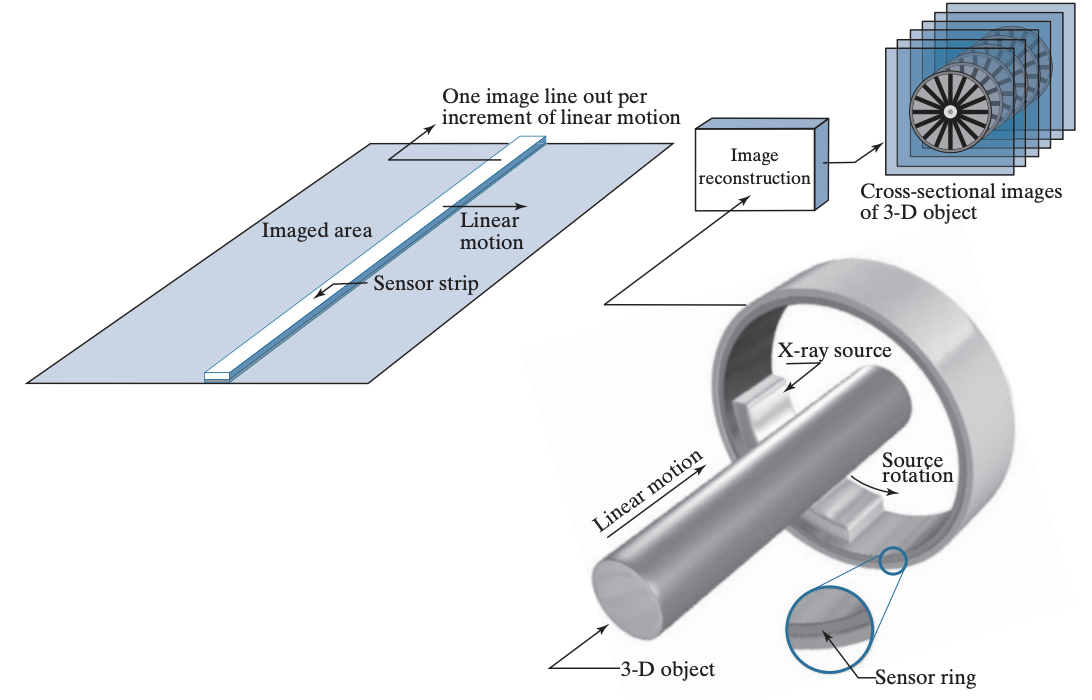 One image line out per
increment of linear motion
Imaged area
Linear
motion
Sensor strip
Image
reconstruction
Cross-sectional images
of 3-D object
X-ray source
Linear motion
Source
rotation
3-D object
Sensor ring